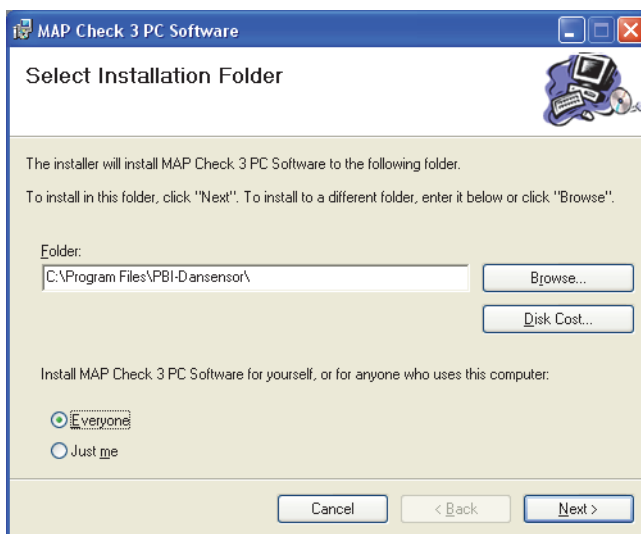 MAP Check 3 PC Software
Select Installation Folder
The installer will install MAP Check 3 PC Software to the following folder.
To install in this folder, click "Next". To install to a different folder, enter it below or click "Browse".
Folder:
C:\Program Files\PBI-Dansensor\
Browse...
Disk Cost...
Install MAP Check 3 PC Software for yourself, or for anyone who uses this computer:
Everyone
Just me
Cancel
< Back
Next >